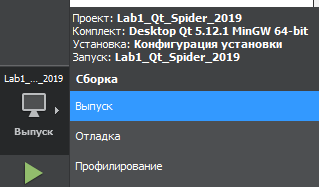 Проект: Lab1_Qt_Spider_2019
Комплект: Desktop Qt 5.12.1 MinGW 64-bit
Установка: Конфигурация установки
Запуск: Lab1_Qt_Spider_2019
Lab1_..._2019
Выпуск
Сборка
Выпуск
Отладка
Профилирование